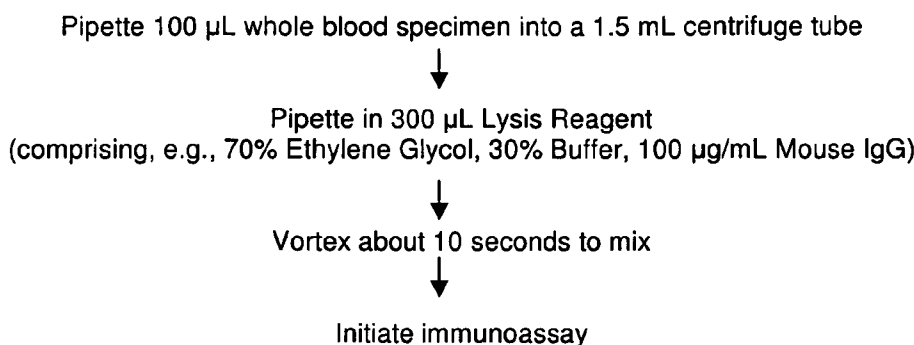 Pipette 100 µL whole blood specimen into a 1.5 mL centrifuge tube
Pipette in 300 µL Lysis Reagent
(comprising, e.g., 70% Ethylene Glycol, 30% Buffer, 100 µg/mL Mouse IgG)
Vortex about 10 seconds to mix
Initiate immunoassay